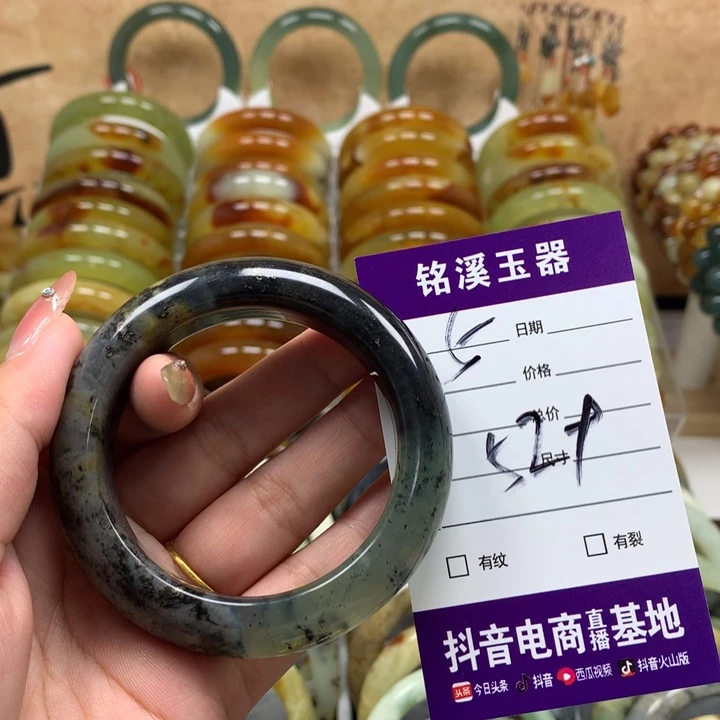 铭溪玉器
5 日期
价格
总价
52+
尺寸
有纹 有裂
抖音电商直播基地
头条 今日头条 抖音 西瓜视频 抖音火山版